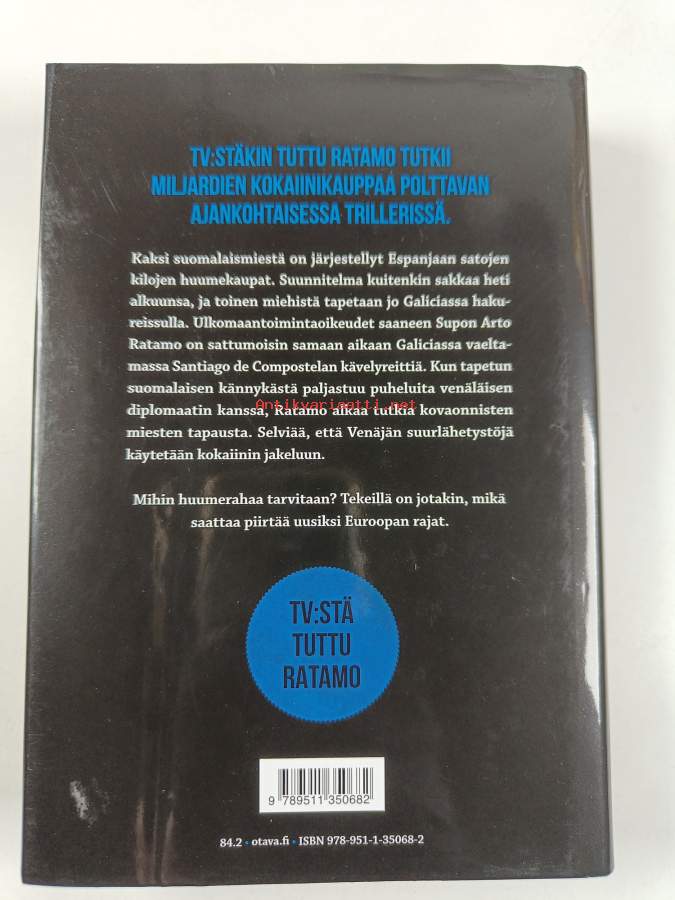 TV:STÄKIN TUTTU RATAMO TUTKII
MILJARDIEN KOKAIINIKAUPPAA POLTTAVAN
AJANKOHTAISESSA TRILLERISSÄ.
Kaksi suomalaismiestä on järjestellyt Espanjaan satojen
kilojen huumekaupat. Suunnitelma kuitenkin sakkaa heti
alkuunsa, ja toinen miehistä tapetaan jo Galiciassa haku-
reissulla. Ulkomaantoimintaoikeudet saaneen Supon Arto
Ratamo on sattumoisin samaan aikaan Galiciassa vaelta-
massa Santiago de Compostelan kävelyreittiä. Kun tapetun
suomalaisen kännykästä paljastuu puheluita venäläisen
Antikvariaatti.net
diplomaatin kanssa, Ratamo alkaa tutkia kovaonnisten
miesten tapausta. Selviää, että Venäjän suurlähetystöjä
käytetään kokaiinin jakeluun.
Mihin huumerahaa tarvitaan? Tekeillä on jotakin, mikä
saattaa piirtää uusiksi Euroopan rajat.
TV:STÄ
TUTTU
RATAMO
9 789511 350682
84.2 • otava.fi • ISBN 978-951-1-35068-2